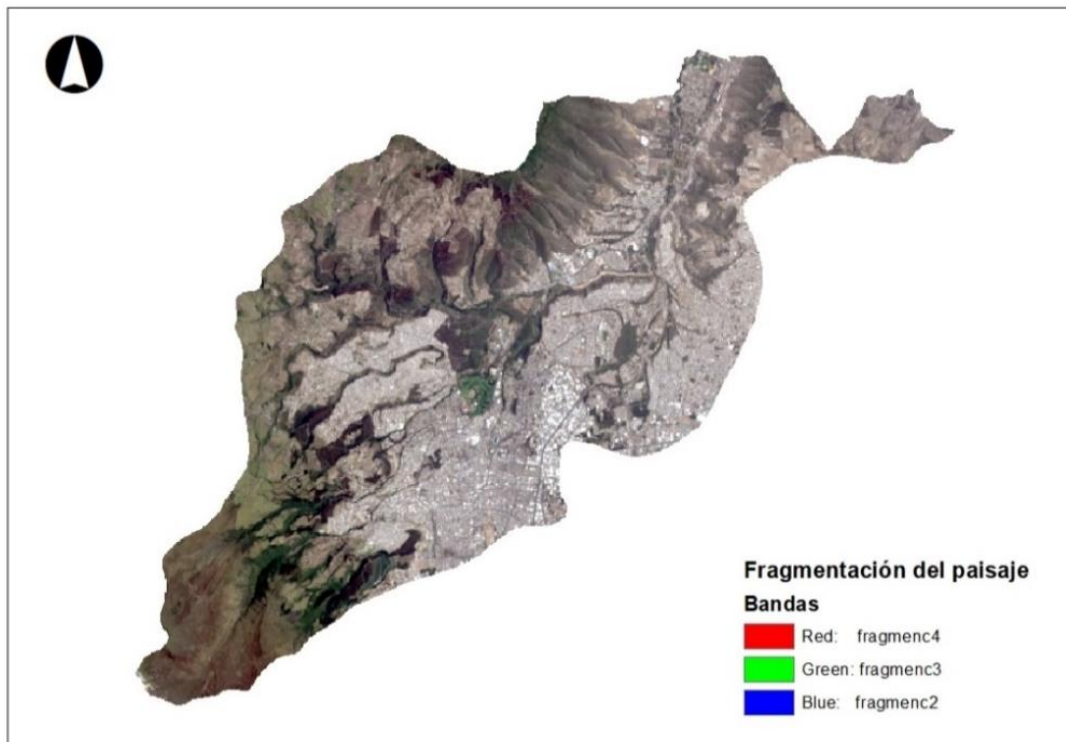 Fragmentación del paisaje
Bandas
Red: fragmenc4
Green: fragmenc3
Blue: fragmenc2